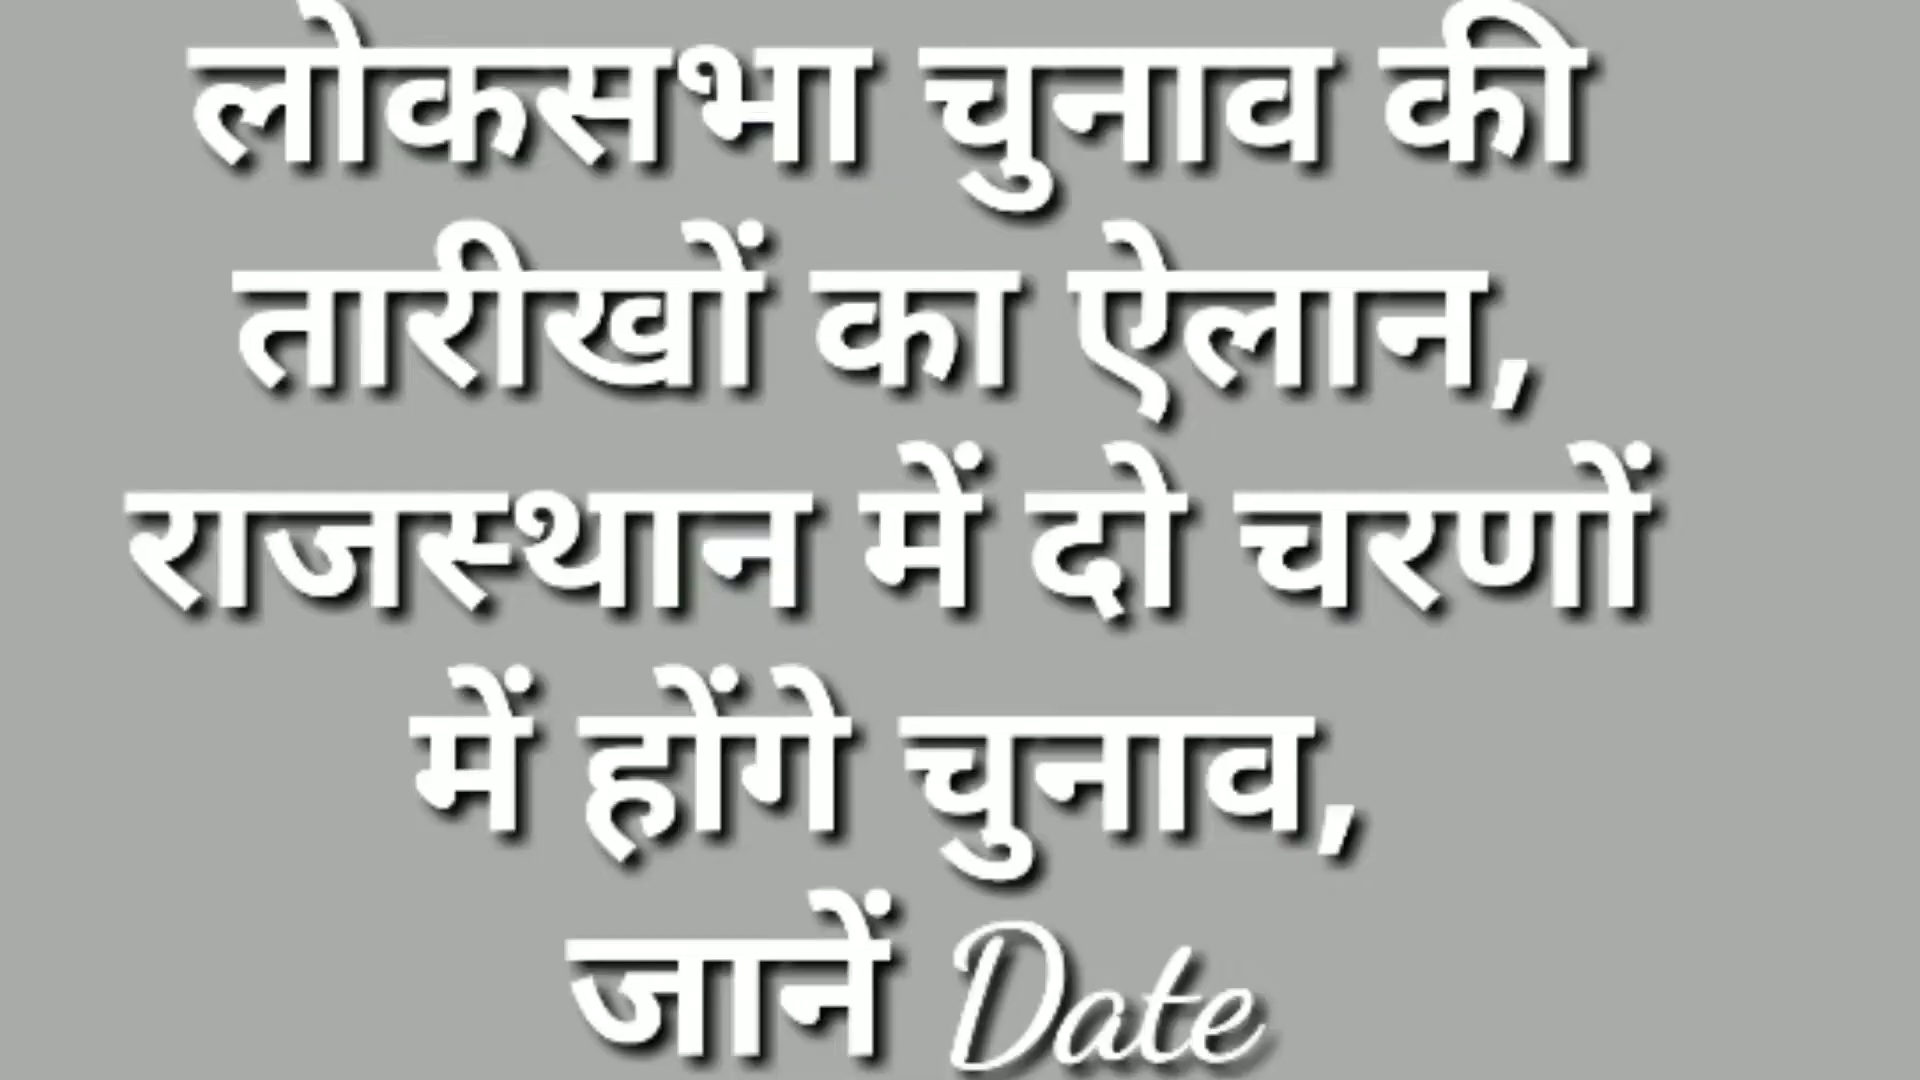 लोकसभा चुनाव की
तारीखों का ऐलान,
राजस्थान में दो चरणों
में होंगे चुनाव,
जानें Date